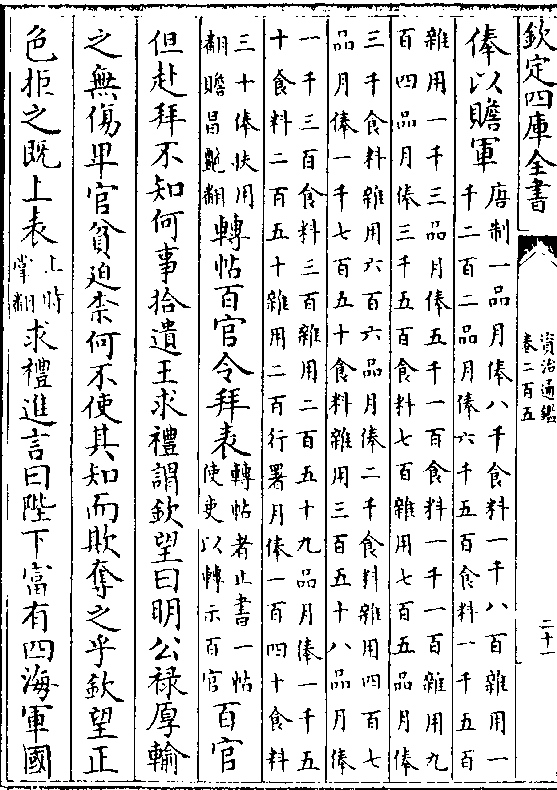 欽定四庫全書
資治通鑑
卷二百五
二十一
俸以贍軍
唐制一品月俸八千食料一千八百雜用一
千二百二品月俸六千五百食料一千五百
雜用一千三品月俸五千一百食料一千一百雜用九
百四品月俸三千五百食料七百雜用七百五品月俸
三千食料雜用六百六品月俸二千食料雜用四百七
品月俸一千七百五十食料雜用三百五十八品月俸
一千三百食料三百雜用二百五十九品月俸一千五
十食料二百五十雜用二百行署月俸一百四十食料
三十俸扶用
翻贍昌艶翻
轉帖百官令拜表
轉帖者止書一帖
使吏以轉示百官
百官
但赴拜不知何事拾遺王求禮謂欽望曰明公禄厚輸
之無傷卑官貧迫柰何不使其知而欺奪之乎欽望正
色拒之既上表
上時
掌翻
求禮進言曰陛下富有四海軍國